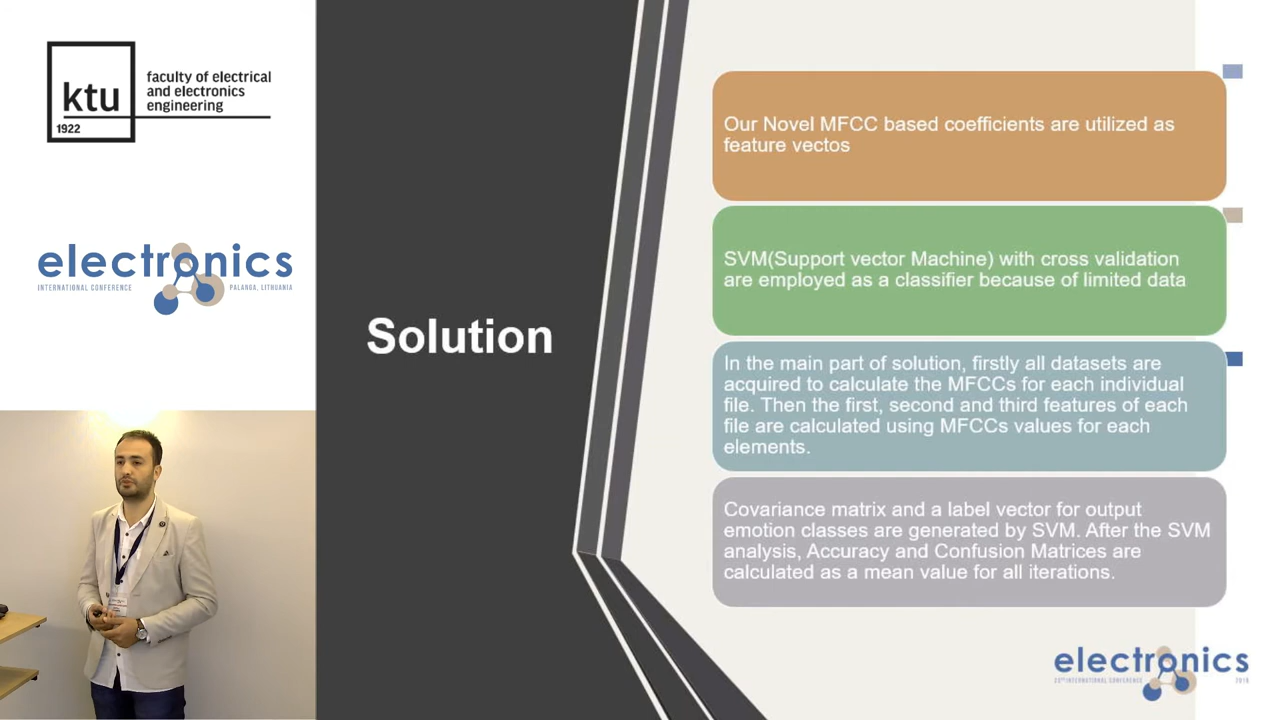 ktu
1922
faculty of electrical
and electronics
engineering
electronics
INTERNATIONAL CONFERENCE
PALANGA, LITHUANIA
Solution
Our Novel MFCC based coefficients are utilized as
feature vectos
SVM(Support vector Machine) with cross validation
are employed as a classifier because of limited data
In the main part of solution, firstly all datasets are
acquired to calculate the MFCCs for each individual
file. Then the first, second and third features of each
file are calculated using MFCCs values for each
elements.
Covariance matrix and a label vector for output
emotion classes are generated by SVM. After the SVM
analysis, Accuracy and Confusion Matrices are
calculated as a mean value for all iterations.
electronics
INTERNATIONAL CONFERENCE